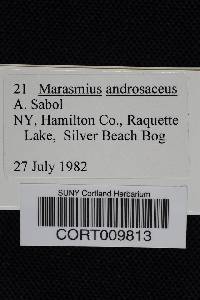 21 Marasmius androsaceus
A. Sabol
NY, Hamilton Co., Raquette
Lake, Silver Beach Bog
27 July 1982
SUNY Cortland Herbarium
CORT009813